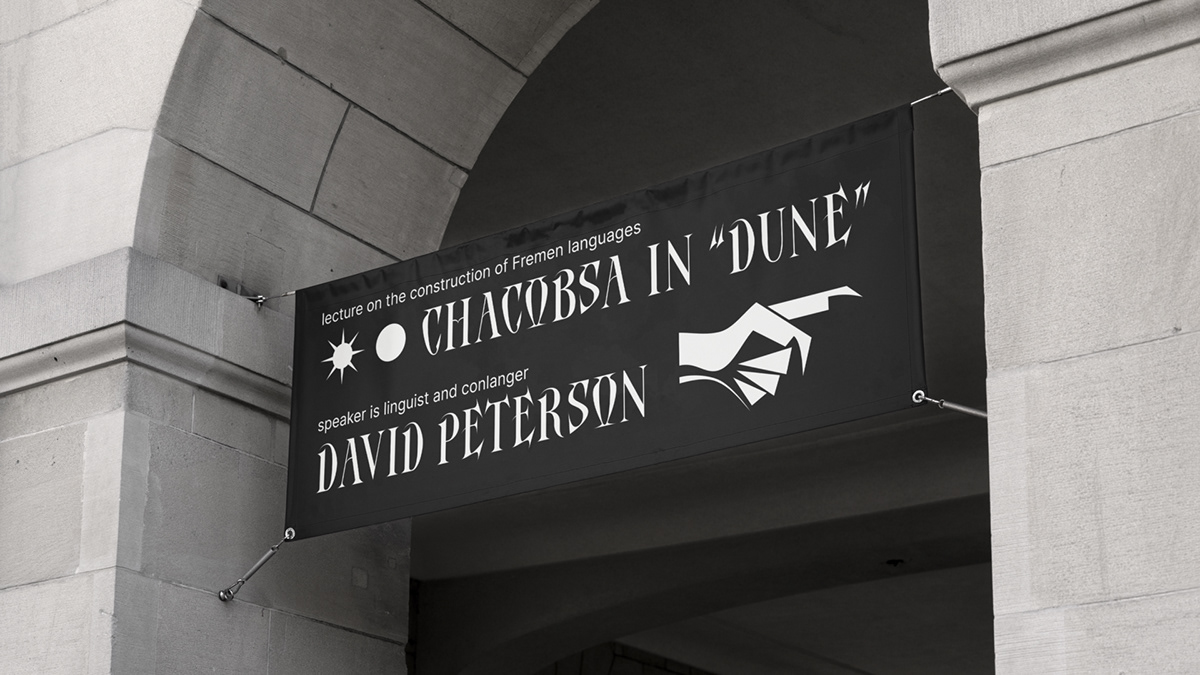 lecture on the construction of Fremen languages
CHACOBSA IN “DUNE”
speaker is linguist and conlanger
DAVID PETERSON